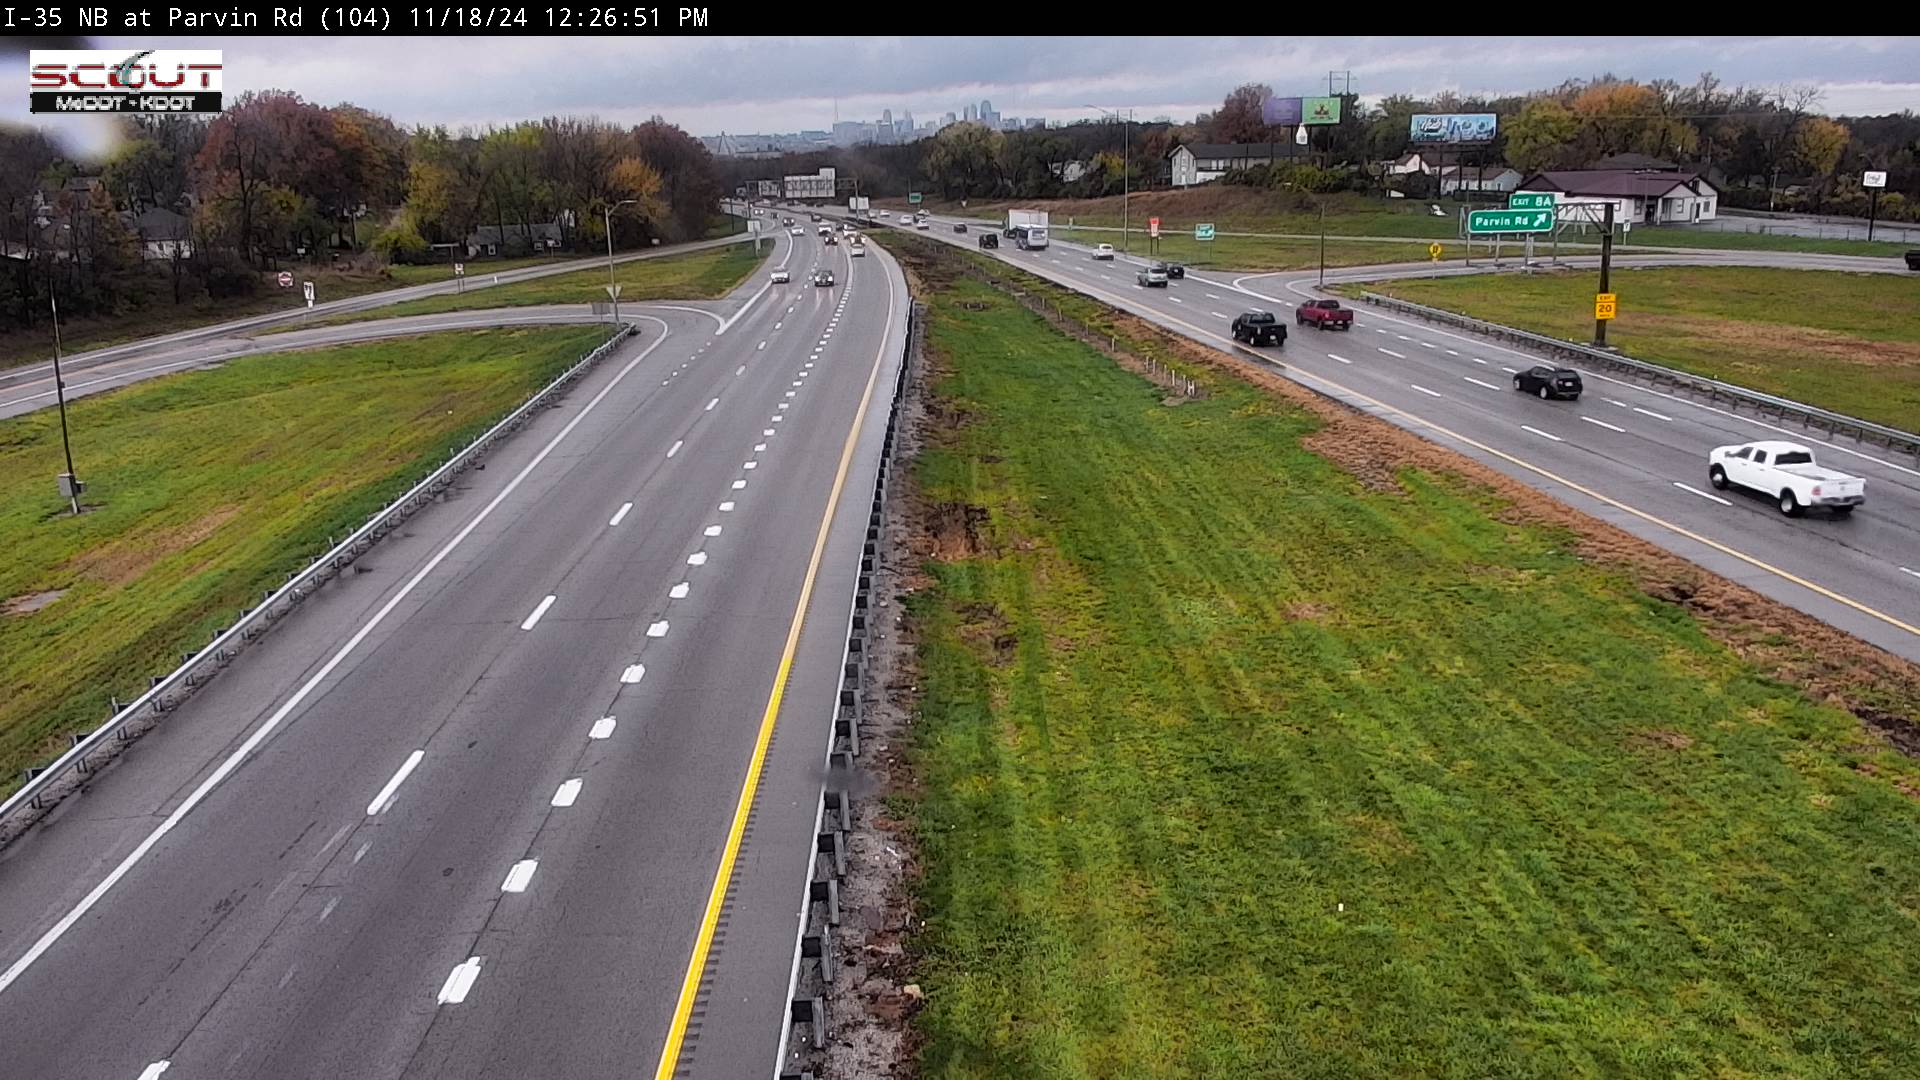 I-35 NB at Parvin Rd (104) 11/18/24 12:26:51 PM
SCOUT
MoDOT - KDOT
EXIT 8A
Parvin Rd
EXIT
20